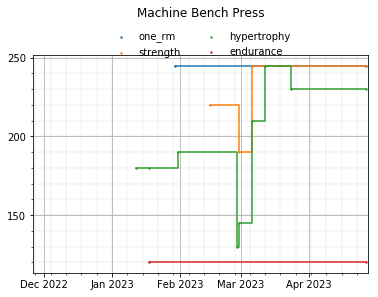 Machine Bench Press
one_rm
strength
hypertrophy
endurance
250
200
150
Dec 2022 Jan 2023 Feb 2023 Mar 2023 Apr 2023